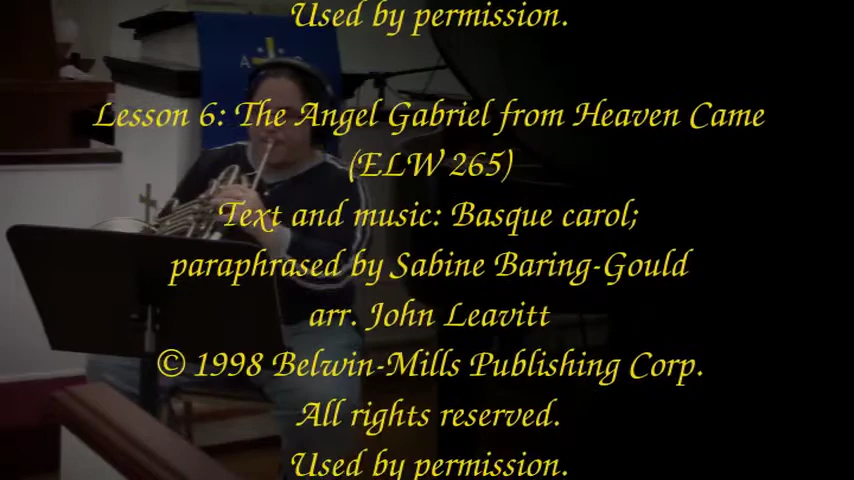 Used by permission.
Lesson 6: The Angel Gabriel from Heaven Came
(ELW 265)
Text and music: Basque carol;
paraphrased by Sabine Baring-Gould
arr. John Leavitt
© 1998 Belwin-Mills Publishing Corp.
All rights reserved.
Used by permission.